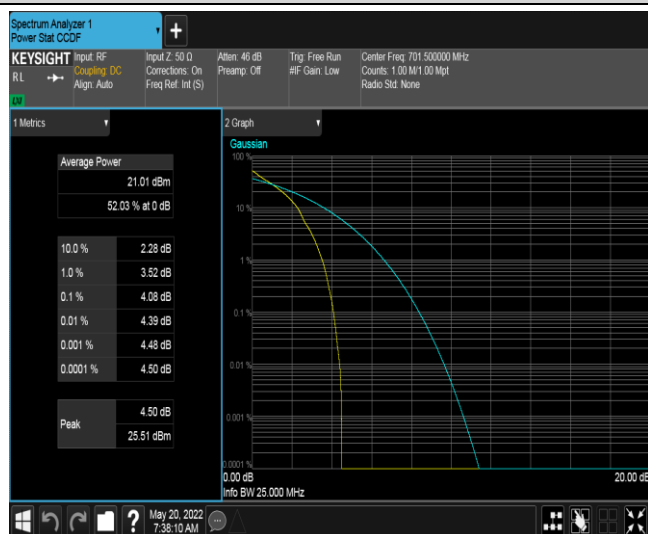 Spectrum Analyzer 1
Power Stat CCDF
+
KEYSIGHT
RL
LXI
Input: RF
Coupling: DC
Align: Auto
Input Z: 50 Ω
Corrections: On
Freq Ref: Int (S)
Atten: 46 dB
Preamp: Off
Trig: Free Run
#IF Gain: Low
Center Freq: 701.500000 MHz
Counts: 1.00 M/1.00 Mpt
Radio Std: None
1 Metrics
Average Power
21.01 dBm
52.03 % at 0 dB
10.0 % 2.28 dB
1.0 % 3.52 dB
0.1 % 4.08 dB
0.01 % 4.39 dB
0.001 % 4.48 dB
0.0001 % 4.50 dB
Peak
4.50 dB
25.51 dBm
2 Graph
Gaussian
100 %
10 %
1 %
0.1 %
0.01 %
0.001 %
0.0001 %
0.00 dB 20.00 dB
Info BW 25.000 MHz
?
May 20, 2022
7:38:10 AM